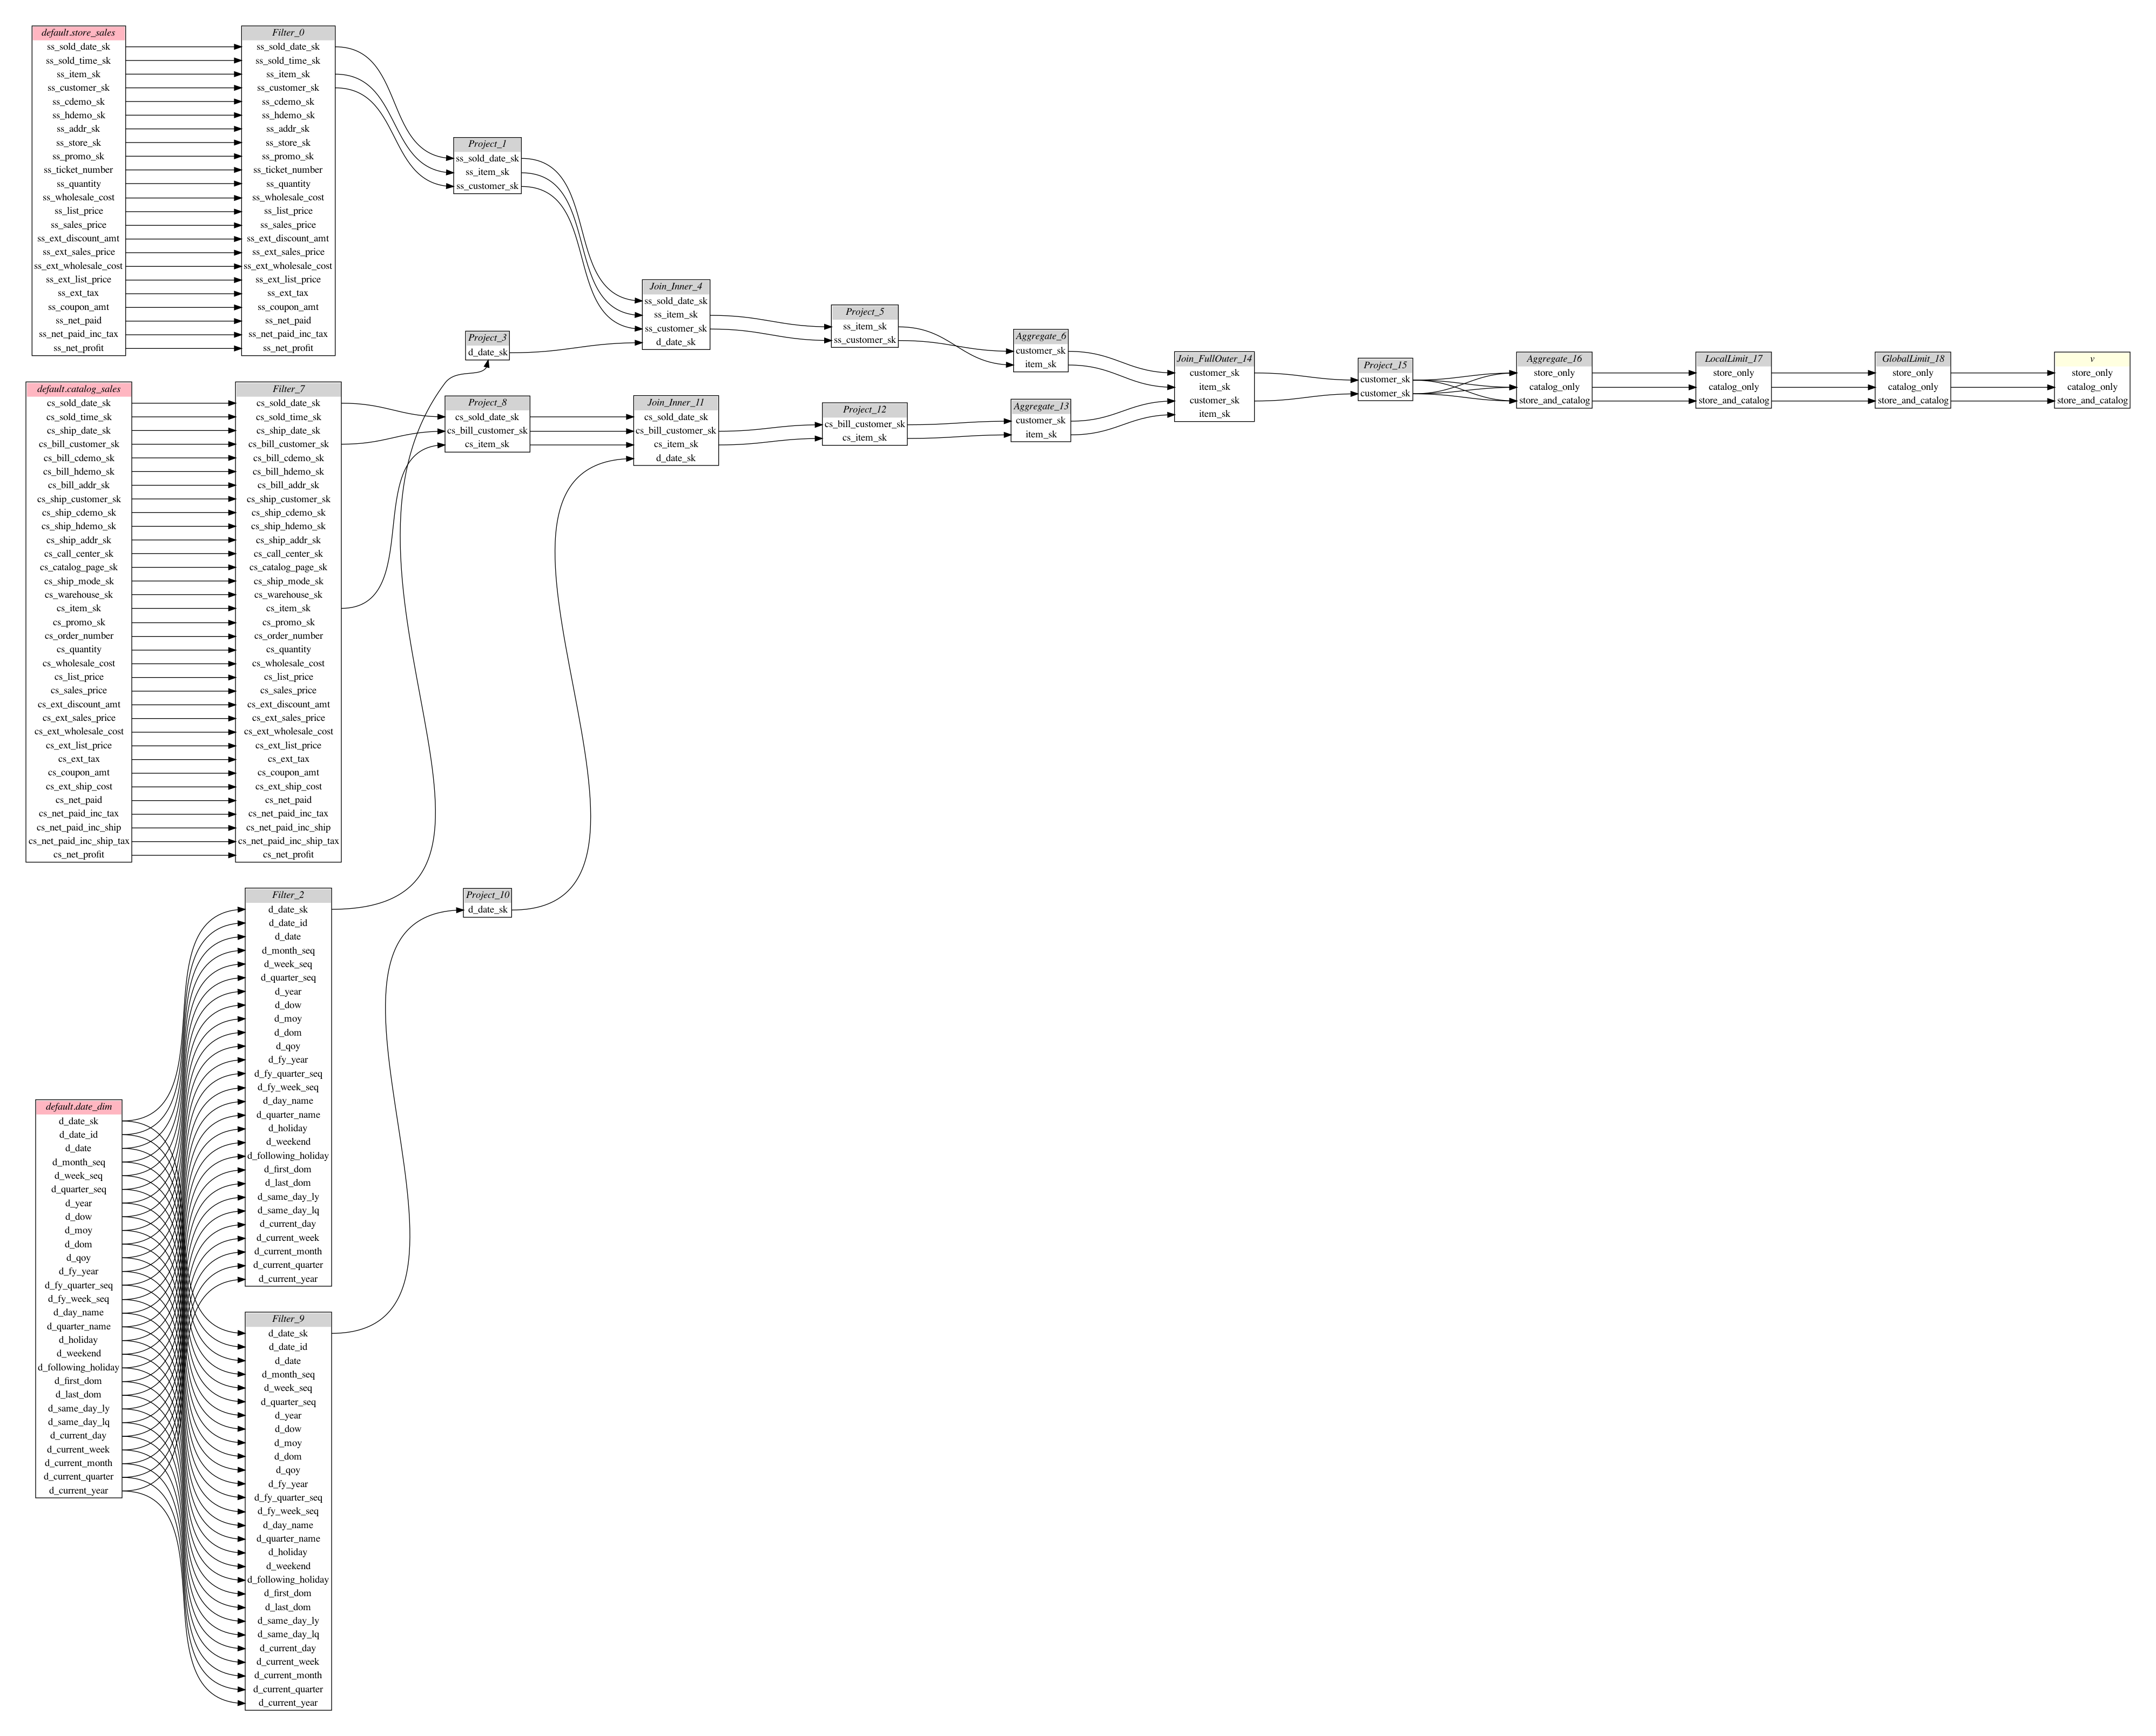 default.store_sales
ss_sold_date_sk
ss_sold_time_sk
ss_item_sk
ss_customer_sk
ss_cdemo_sk
ss_hdemo_sk
ss_addr_sk
ss_store_sk
ss_promo_sk
ss_ticket_number
ss_quantity
ss_wholesale_cost
ss_list_price
ss_sales_price
ss_ext_discount_amt
ss_ext_sales_price
ss_ext_wholesale_cost
ss_ext_list_price
ss_ext_tax
ss_coupon_amt
ss_net_paid
ss_net_paid_inc_tax
ss_net_profit
Filter_0
ss_sold_date_sk
ss_sold_time_sk
ss_item_sk
ss_customer_sk
ss_cdemo_sk
ss_hdemo_sk
ss_addr_sk
ss_store_sk
ss_promo_sk
ss_ticket_number
ss_quantity
ss_wholesale_cost
ss_list_price
ss_sales_price
ss_ext_discount_amt
ss_ext_sales_price
ss_ext_wholesale_cost
ss_ext_list_price
ss_ext_tax
ss_coupon_amt
ss_net_paid
ss_net_paid_inc_tax
ss_net_profit
Project_1
ss_sold_date_sk
ss_item_sk
ss_customer_sk
Project_3
d_date_sk
Join_Inner_4
ss_sold_date_sk
ss_item_sk
ss_customer_sk
d_date_sk
Project_5
ss_item_sk
ss_customer_sk
Aggregate_6
customer_sk
item_sk
default.catalog_sales
cs_sold_date_sk
cs_sold_time_sk
cs_ship_date_sk
cs_bill_customer_sk
cs_bill_cdemo_sk
cs_bill_hdemo_sk
cs_bill_addr_sk
cs_ship_customer_sk
cs_ship_cdemo_sk
cs_ship_hdemo_sk
cs_ship_addr_sk
cs_call_center_sk
cs_catalog_page_sk
cs_ship_mode_sk
cs_warehouse_sk
cs_item_sk
cs_promo_sk
cs_order_number
cs_quantity
cs_wholesale_cost
cs_list_price
cs_sales_price
cs_ext_discount_amt
cs_ext_sales_price
cs_ext_wholesale_cost
cs_ext_list_price
cs_ext_tax
cs_coupon_amt
cs_ext_ship_cost
cs_net_paid
cs_net_paid_inc_tax
cs_net_paid_inc_ship
cs_net_paid_inc_ship_tax
cs_net_profit
Filter_7
cs_sold_date_sk
cs_sold_time_sk
cs_ship_date_sk
cs_bill_customer_sk
cs_bill_cdemo_sk
cs_bill_hdemo_sk
cs_bill_addr_sk
cs_ship_customer_sk
cs_ship_cdemo_sk
cs_ship_hdemo_sk
cs_ship_addr_sk
cs_call_center_sk
cs_catalog_page_sk
cs_ship_mode_sk
cs_warehouse_sk
cs_item_sk
cs_promo_sk
cs_order_number
cs_quantity
cs_wholesale_cost
cs_list_price
cs_sales_price
cs_ext_discount_amt
cs_ext_sales_price
cs_ext_wholesale_cost
cs_ext_list_price
cs_ext_tax
cs_coupon_amt
cs_ext_ship_cost
cs_net_paid
cs_net_paid_inc_tax
cs_net_paid_inc_ship
cs_net_paid_inc_ship_tax
cs_net_profit
Project_8
cs_sold_date_sk
cs_bill_customer_sk
cs_item_sk
Join_Inner_11
cs_sold_date_sk
cs_bill_customer_sk
cs_item_sk
d_date_sk
Project_12
cs_bill_customer_sk
cs_item_sk
Aggregate_13
customer_sk
item_sk
Join_FullOuter_14
customer_sk
item_sk
customer_sk
item_sk
Project_15
customer_sk
customer_sk
Aggregate_16
store_only
catalog_only
store_and_catalog
LocalLimit_17
store_only
catalog_only
store_and_catalog
GlobalLimit_18
store_only
catalog_only
store_and_catalog
v
store_only
catalog_only
store_and_catalog
default.date_dim
d_date_sk
d_date_id
d_date
d_month_seq
d_week_seq
d_quarter_seq
d_year
d_dow
d_moy
d_dom
d_qoy
d_fy_year
d_fy_quarter_seq
d_fy_week_seq
d_day_name
d_quarter_name
d_holiday
d_weekend
d_following_holiday
d_first_dom
d_last_dom
d_same_day_ly
d_same_day_lq
d_current_day
d_current_week
d_current_month
d_current_quarter
d_current_year
Filter_2
d_date_sk
d_date_id
d_date
d_month_seq
d_week_seq
d_quarter_seq
d_year
d_dow
d_moy
d_dom
d_qoy
d_fy_year
d_fy_quarter_seq
d_fy_week_seq
d_day_name
d_quarter_name
d_holiday
d_weekend
d_following_holiday
d_first_dom
d_last_dom
d_same_day_ly
d_same_day_lq
d_current_day
d_current_week
d_current_month
d_current_quarter
d_current_year
Project_10
d_date_sk
Filter_9
d_date_sk
d_date_id
d_date
d_month_seq
d_week_seq
d_quarter_seq
d_year
d_dow
d_moy
d_dom
d_qoy
d_fy_year
d_fy_quarter_seq
d_fy_week_seq
d_day_name
d_quarter_name
d_holiday
d_weekend
d_following_holiday
d_first_dom
d_last_dom
d_same_day_ly
d_same_day_lq
d_current_day
d_current_week
d_current_month
d_current_quarter
d_current_year